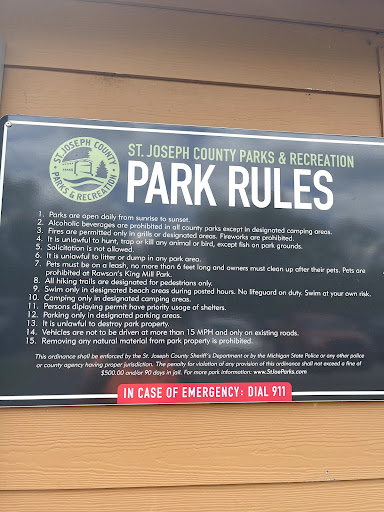 ST. JOSEPH COUNTY
PARKS & RECREATION
ST. JOSEPH COUNTY PARKS & RECREATION
PARK RULES
1. Parks are open daily from sunrise to sunset.
2. Alcoholic beverages are prohibited in all county parks except in designated camping areas.
3. Fires are permitted only in grills or designated areas. Fireworks are prohibited.
4. It is unlawful to hunt, trap or kill any animal or bird, except fish on park grounds.
5. Solicitation is not allowed.
6. It is unlawful to litter or dump in any park area.
7. Pets must be on a leash, no more than 6 feet long and owners must clean up after their pets. Pets are
prohibited at Rawson's King Mill Park.
8. All hiking trails are designated for pedestrians only.
9. Swim only in designated beach areas during posted hours. No lifeguard on duty. Swim at your own risk.
10. Camping only in designated camping areas.
11. Persons diplaying permit have priority usage of shelters.
12. Parking only in designated parking areas.
13. It is unlawful to destroy park property.
14. Vehicles are not to be driven at more than 15 MPH and only on existing roads.
15. Removing any natural material from park property is prohibited.
This ordinance shall be enforced by the St. Joseph County Sheriff's Department or by the Michigan State Police or any other police
or county agency having proper jurisdiction. The penalty for violation of any provision of this ordinance shall not exceed a fine of
$500.00 and/or 90 days in jail. For more park information: www.StJoeParks.com
IN CASE OF EMERGENCY: DIAL 911